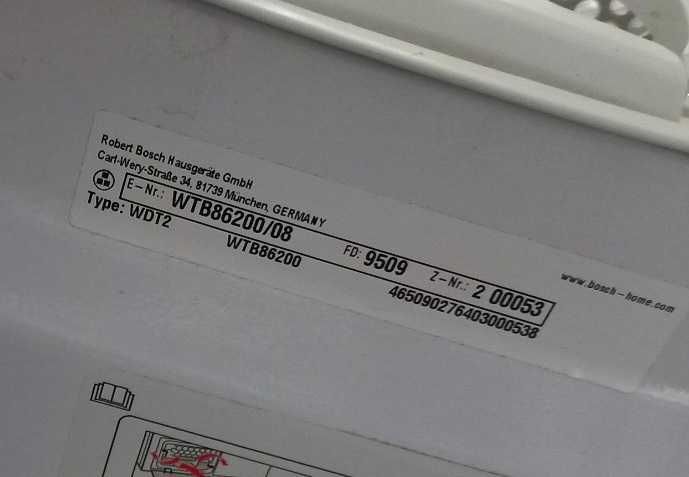 Robert Bosch Hausgeräte GmbH
Carl-Wery-Straße 34, 81739 München, GERMANY
www.bosch-home.com
E-Nr.: WTB86200/08 FD: 9509 Z-Nr.: 2 00053
Type: WDT2 WTB86200 465090276403000538